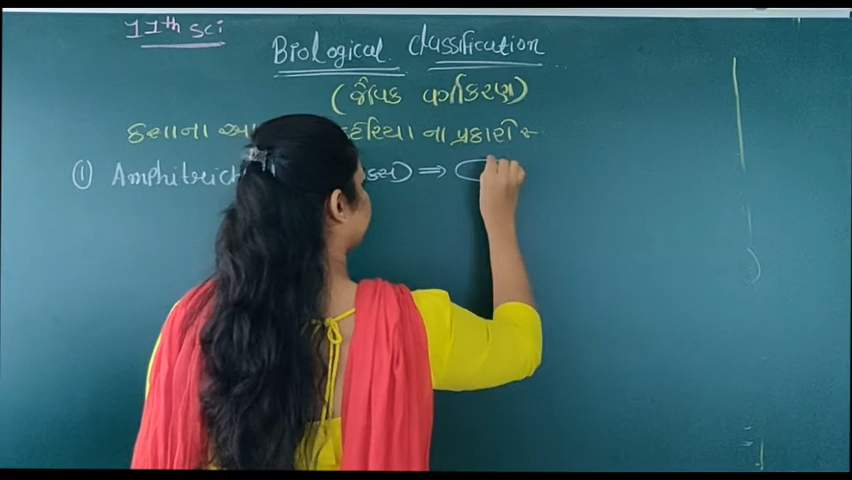 11th sci
Biological classification
(જૈવિક વર્ગીકરણ)
કશાના ના પ્રકારો :-
① Amphitrich ⇒